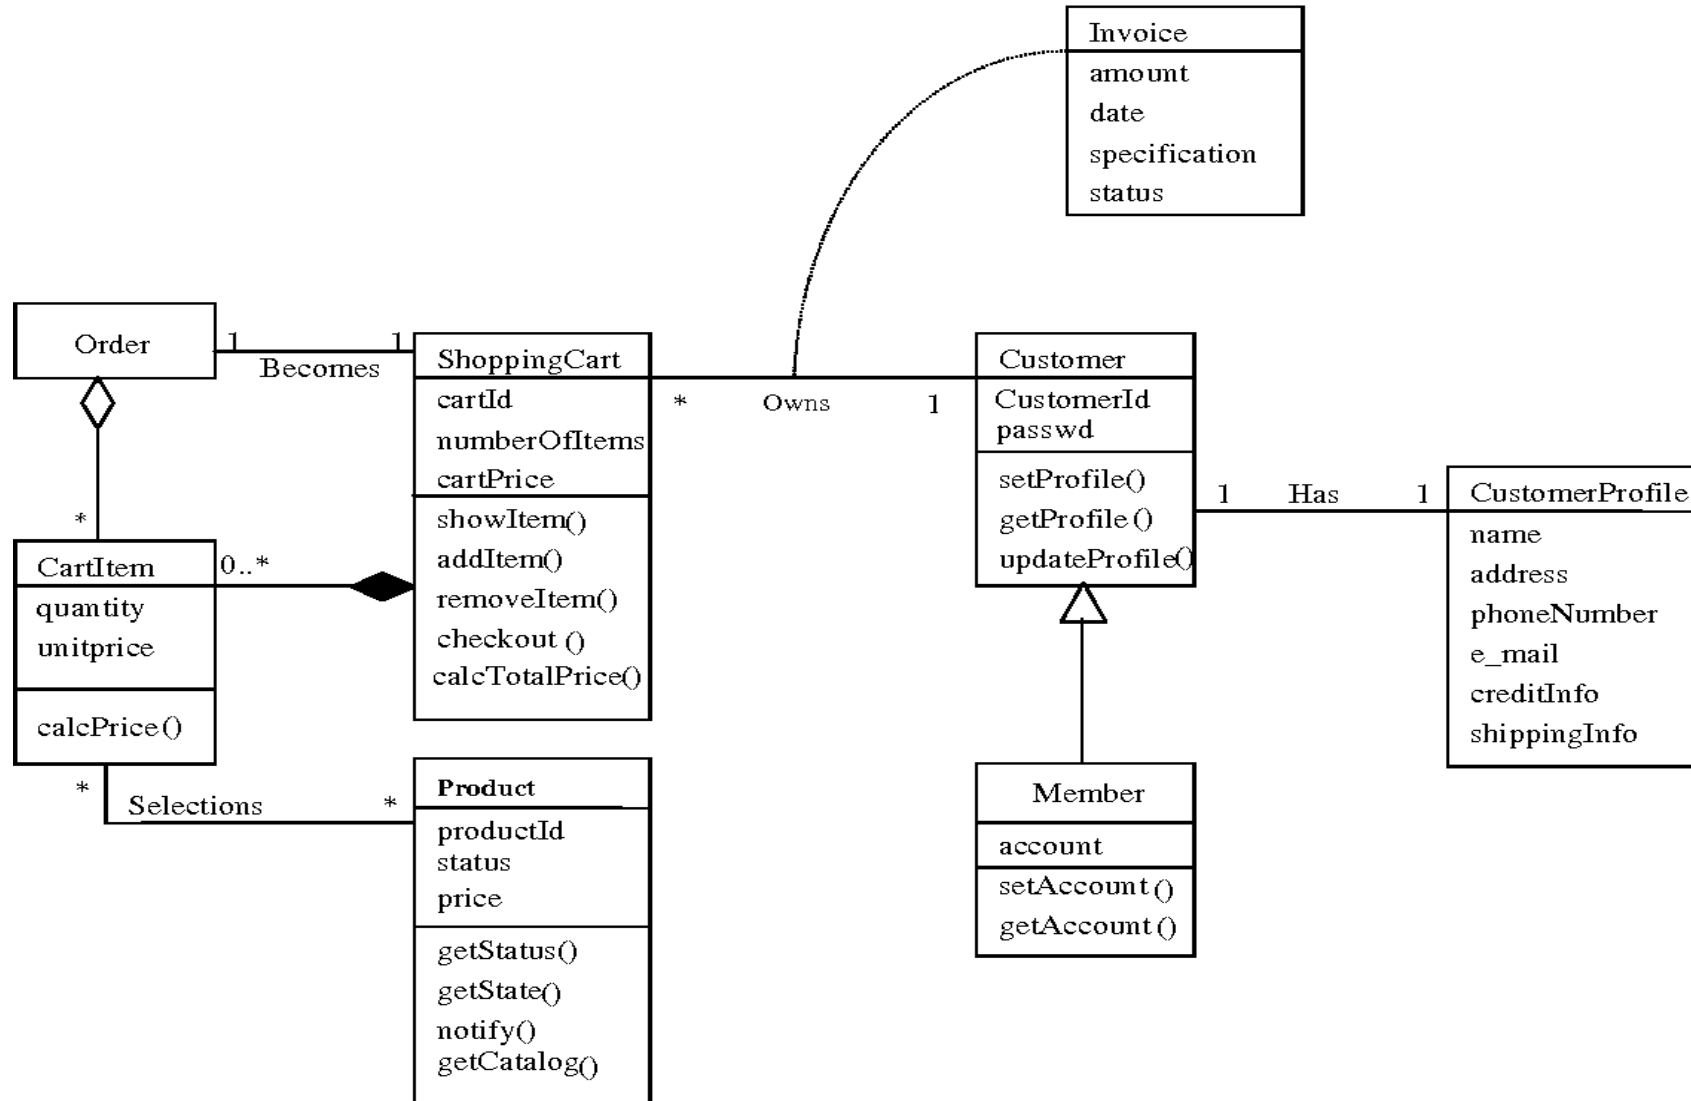 Invoice
amount
date
specification
status
Order
1
Becomes
1
ShoppingCart
cartId
numberOfItems
cartPrice
showItem()
addItem()
removeItem()
checkout ()
calcTotalPrice()
*
Owns
1
Customer
CustomerId
passwd
setProfile()
getProfile ()
updateProfile()
1
Has
1
CustomerProfile
name
address
phoneNumber
e_mail
creditInfo
shippingInfo
*
CartItem
quantity
unitprice
calcPrice ()
0..*
*
Selections
*
Product
productId
status
price
getStatus()
getState()
notify()
getCatalog()
Member
account
setAccount ()
getAccount ()